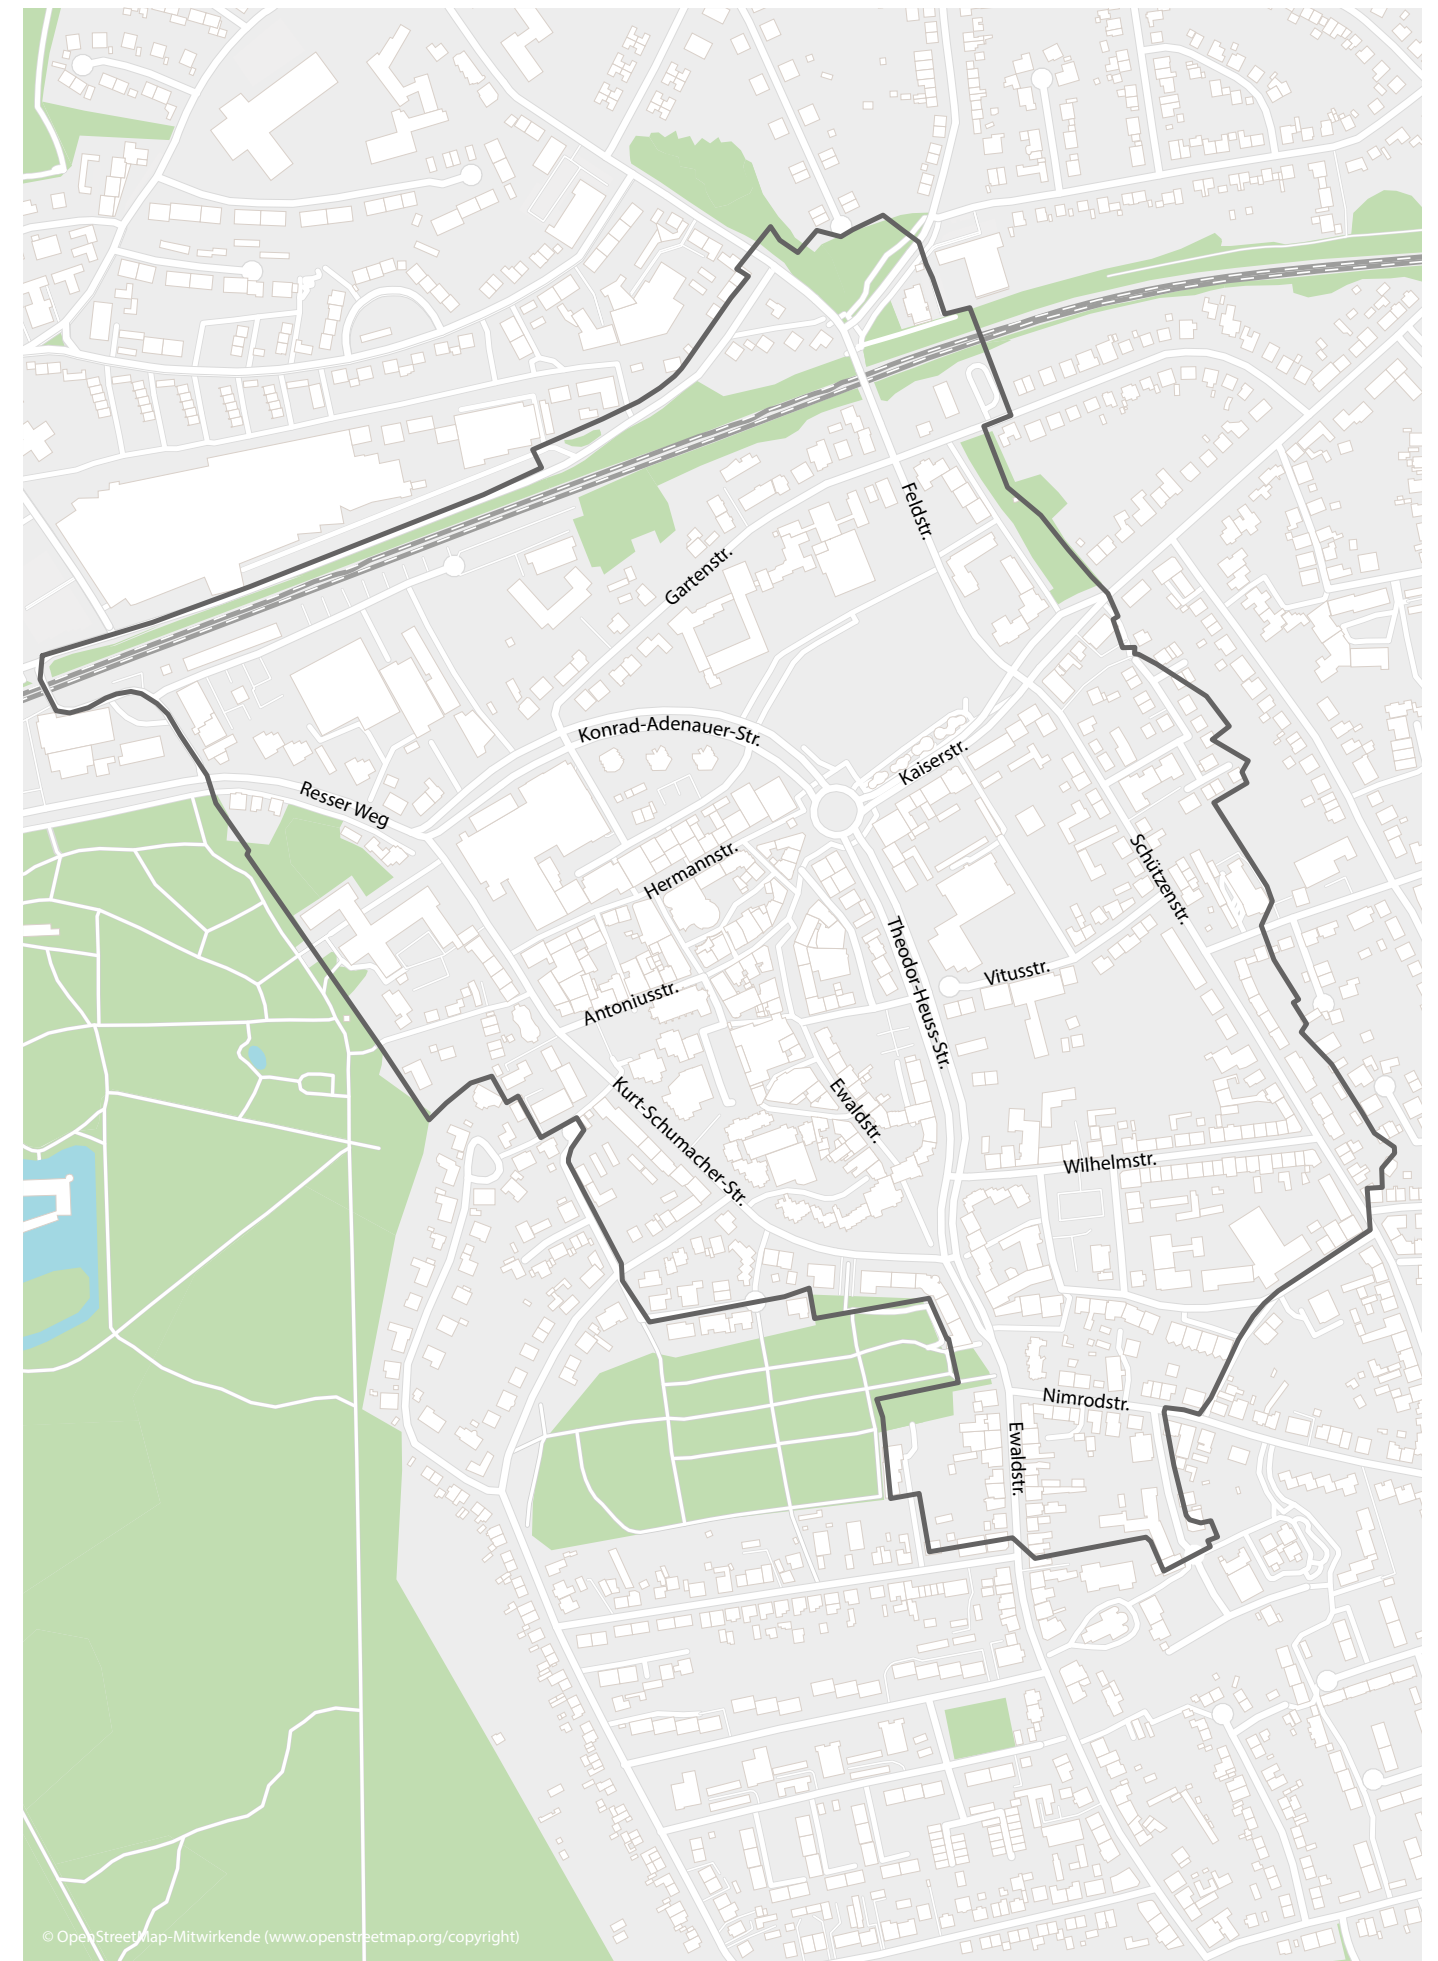 Feldstr.
Gartenstr.
Konrad-Adenauer-Str.
Kaiserstr.
Resser Weg
Hermannstr.
Schützenstr.
Theodor-Heuss-Str.
Vitusstr.
Antoniusstr.
Kurt-Schumacher-Str.
Ewaldstr.
Wilhelmstr.
Nimrodstr.
Ewaldstr.
© OpenStreetMap-Mitwirkende (www.openstreetmap.org/copyright)